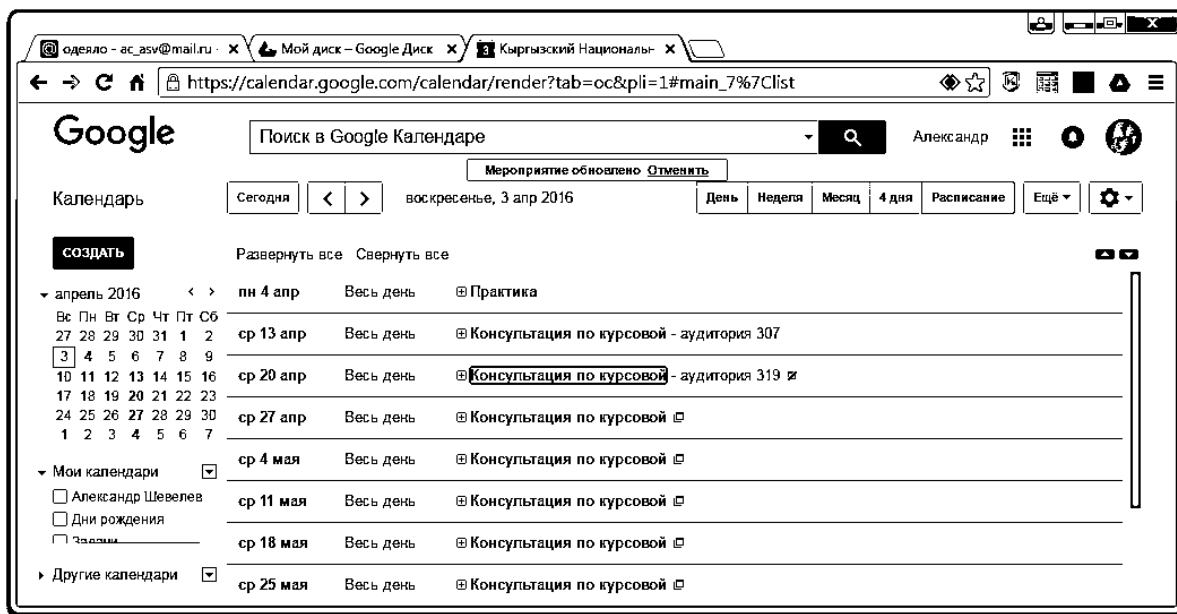 одеяло - ac_asv@mail.ru - Мой диск – Google Диск Кыргызский Националь
https://calendar.google.com/calendar/render?tab=oc&pli=1#main_7%7Clist
Google Поиск в Google Календаре Александр
Мероприятие обновлено Отменить
Календарь Сегодня < > воскресенье, 3 апр 2016 День Неделя Месяц 4 дня Расписание Ещё
СОЗДАТЬ Развернуть все Свернуть все
апрель 2016 < >
Вс Пн Вт Ср Чт Пт Сб
27 28 29 30 31 1 2
3 4 5 6 7 8 9
10 11 12 13 14 15 16
17 18 19 20 21 22 23
24 25 26 27 28 29 30
1 2 3 4 5 6 7
Мои календари
Александр Шевелев
Дни рождения
Задачи
Другие календари
пн 4 апр Весь день Практика
ср 13 апр Весь день Консультация по курсовой - аудитория 307
ср 20 апр Весь день Консультация по курсовой - аудитория 319
ср 27 апр Весь день Консультация по курсовой
ср 4 мая Весь день Консультация по курсовой
ср 11 мая Весь день Консультация по курсовой
ср 18 мая Весь день Консультация по курсовой
ср 25 мая Весь день Консультация по курсовой